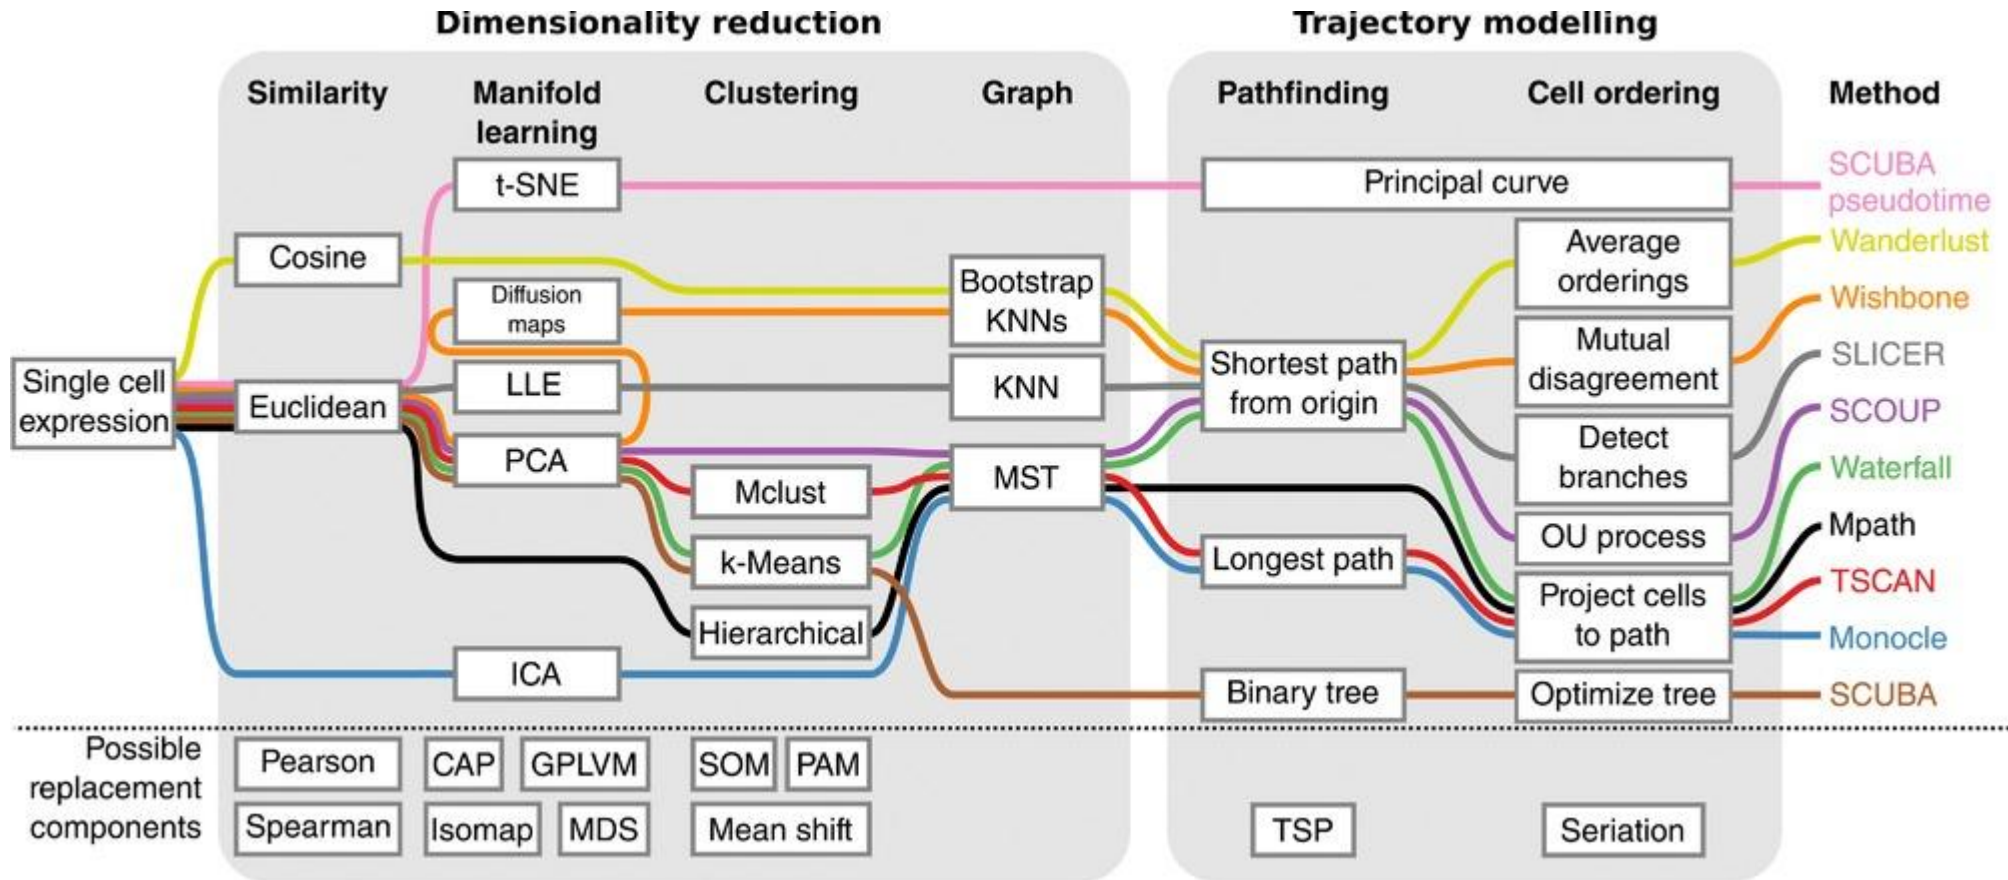 Dimensionality reduction
Trajectory modelling
Similarity
Manifold
learning
Clustering
Graph
Pathfinding
Cell ordering
Method
t-SNE
Principal curve
SCUBA
pseudotime
Cosine
Average
orderings
Wanderlust
Diffusion
maps
Bootstrap
KNNs
Mutual
disagreement
Wishbone
Single cell
expression
Euclidean
LLE
KNN
Shortest path
from origin
SLICER
PCA
Detect
branches
SCOUP
Mclust
MST
Waterfall
k-Means
Longest path
OU process
Mpath
Hierarchical
Project cells
to path
TSCAN
Monocle
ICA
Binary tree
Optimize tree
SCUBA
Possible
replacement
components
Pearson
CAP
GPLVM
SOM
PAM
Spearman
Isomap
MDS
Mean shift
TSP
Seriation